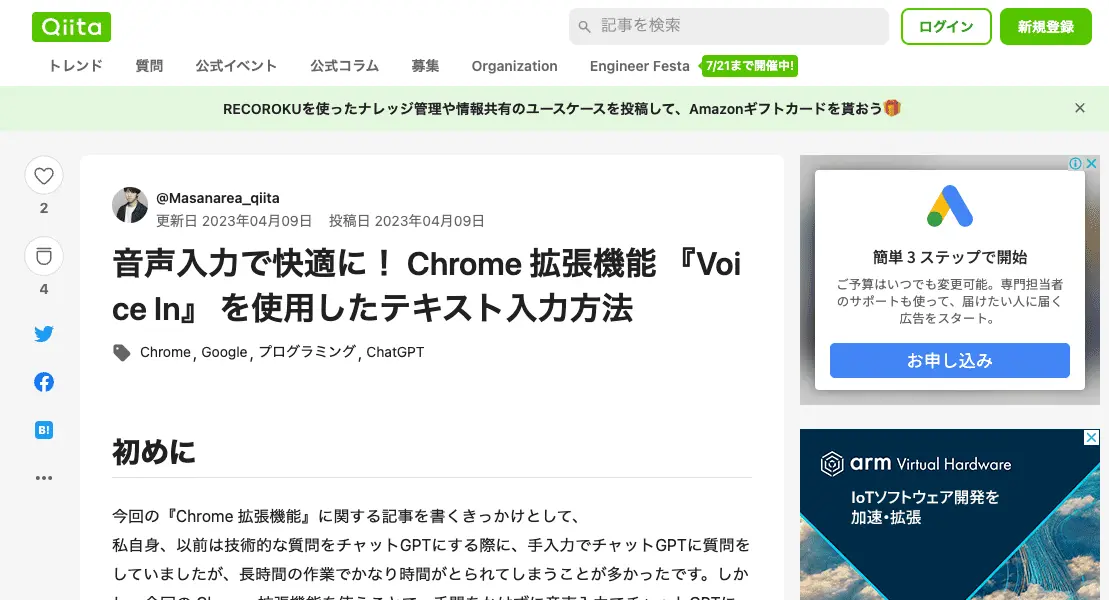 Qiita
記事を検索
ログイン
新規登録
トレンド 質問 公式イベント 公式コラム 募集 Organization Engineer Festa 7/21まで開催中!
RECOROKUを使ったナレッジ管理や情報共有のユースケースを投稿して、Amazonギフトカードを貰おう🎁
2
4
B!
@Masanarea_qiita
更新日 2023年04月09日 投稿日 2023年04月09日
音声入力で快適に！ Chrome 拡張機能 『Voi
ce In』 を使用したテキスト入力方法
Chrome, Google, プログラミング, ChatGPT
初めに
今回の『Chrome 拡張機能』に関する記事を書くきっかけとして、
私自身、以前は技術的な質問をチャットGPTにする際に、手入力でチャットGPTに質問を
していましたが、長時間の作業でかなり時間がとられてしまうことが多かったです。しか
簡単 3 ステップで開始
ご予算はいつでも変更可能。専門担当者
のサポートも使って、届けたい人に届く
広告をスタート。
お申し込み
arm Virtual Hardware
IoTソフトウェア開発を
加速・拡張